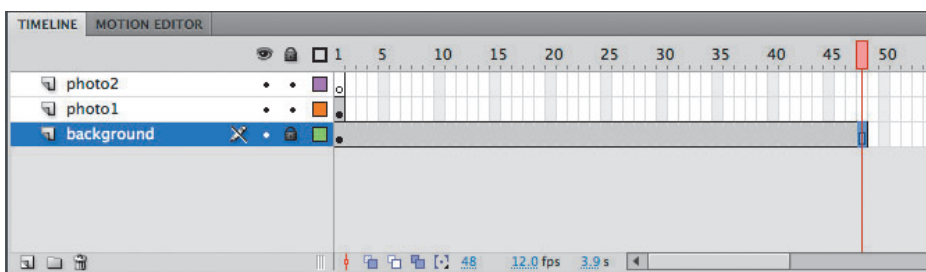 TIMELINE MOTION EDITOR
1 5 10 15 20 25 30 35 40 45 50
photo2
photo1
background
48 12.0 fps 3.9 s